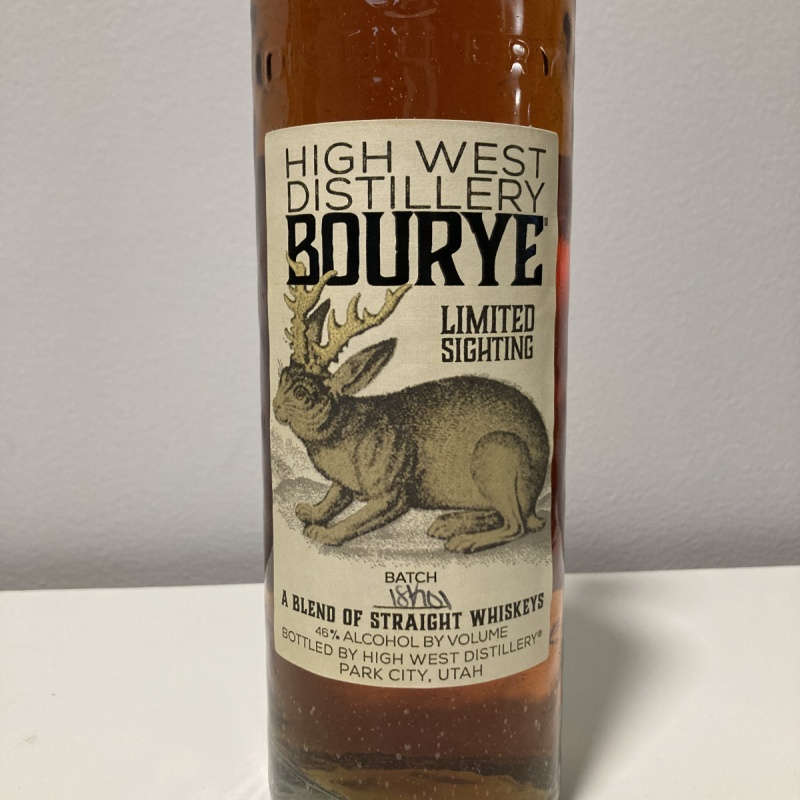 HIGH WEST
DISTILLERY
BOURYE®
LIMITED
SIGHTING
BATCH
18K01
A BLEND OF STRAIGHT WHISKEYS
46% ALCOHOL BY VOLUME
BOTTLED BY HIGH WEST DISTILLERY®
PARK CITY, UTAH